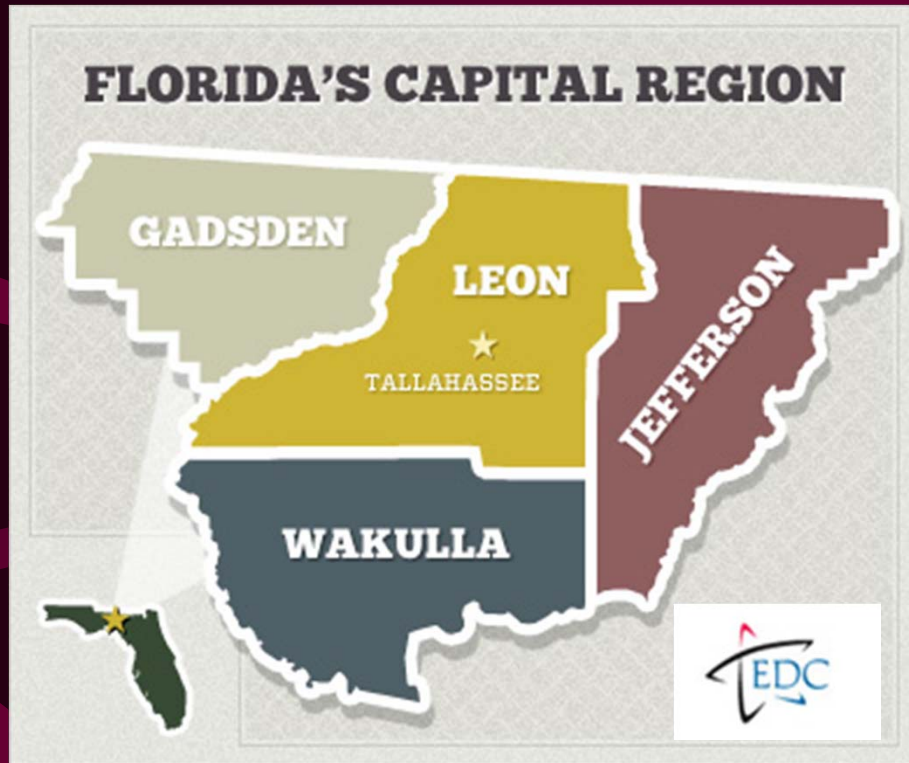 FLORIDA'S CAPITAL REGION
GADSDEN
LEON
TALLAHASSEE
JEFFERSON
WAKULLA
EDC